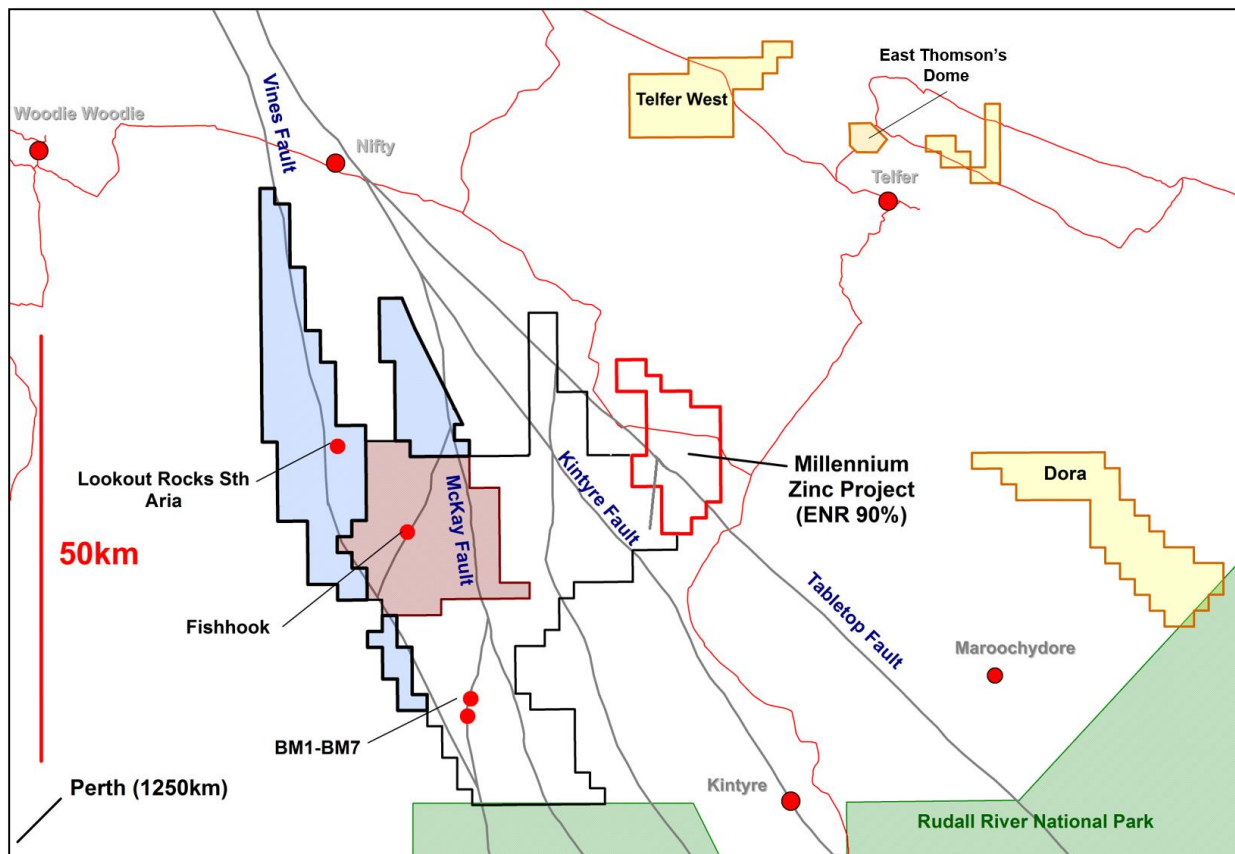 East Thomson's
Dome
Telfer West
Woodie Woodie
Vines Fault
Nifty
Telfer
Lookout Rocks Sth
Aria
Millennium
Zinc Project
(ENR 90%)
Dora
Kintyre Fault
McKay Fault
50km
Fishhook
Tabletop Fault
Maroochydore
BM1-BM7
Perth (1250km)
Kintyre
Rudall River National Park